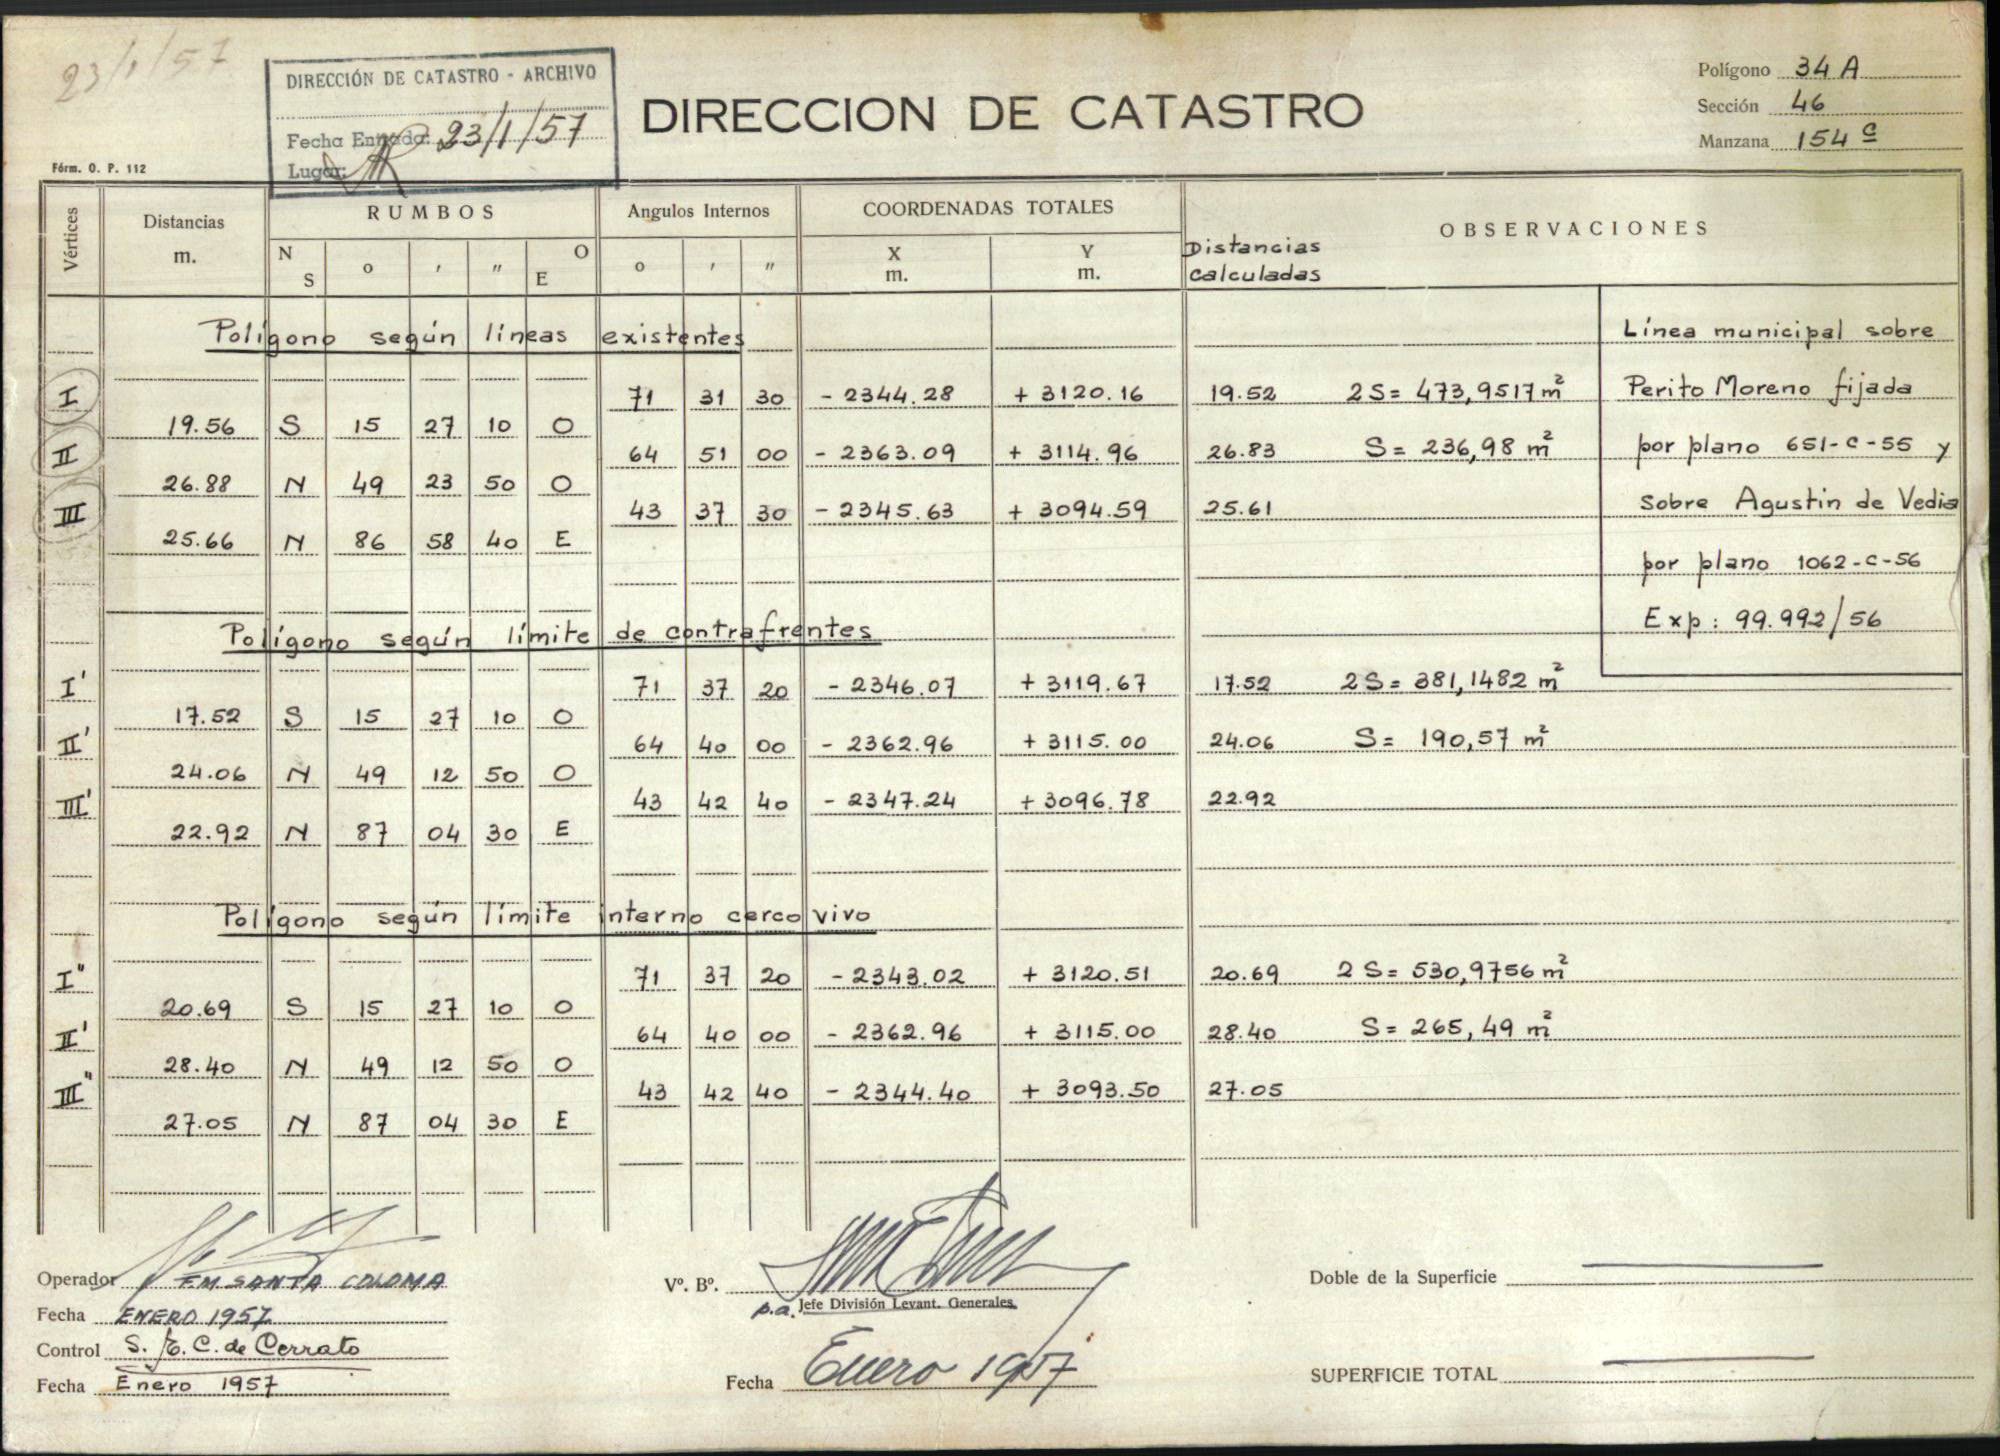 23/1/57
DIRECCIÓN DE CATASTRO - ARCHIVO
Fecha Entrada: 23/1/57
Lugar:
DIRECCION DE CATASTRO
Polígono 34 A
Sección 46
Manzana 154 c
Fórm. O. P. 112
Vértices
Distancias m.
RUMBOS
N S o ' " O E
Angulos Internos
o ' "
COORDENADAS TOTALES
X m. Y m.
Distancias calculadas
OBSERVACIONES
Polígono según líneas existentes
I 71 31 30 - 2344.28 + 3120.16 19.52 2S= 473,9517 m²
19.56 S 15 27 10 O
II 64 51 00 - 2363.09 + 3114.96 26.83 S= 236,98 m²
26.88 N 49 23 50 O
III 43 37 30 - 2345.63 + 3094.59 25.61
25.66 N 86 58 40 E
Línea municipal sobre
Perito Moreno fijada
por plano 651-C-55 y
sobre Agustin de Vedia
por plano 1062-C-56
Exp: 99.992/56
Polígono según límite de contrafrentes
I' 71 37 20 - 2346.07 + 3119.67 17.52 2S= 381,1482 m²
17.52 S 15 27 10 O
II' 64 40 00 - 2362.96 + 3115.00 24.06 S= 190,57 m²
24.06 N 49 12 50 O
III' 43 42 40 - 2347.24 + 3096.78 22.92
22.92 N 87 04 30 E
Polígono según límite interno cerco vivo
I" 71 37 20 - 2343.02 + 3120.51 20.69 2S= 530,9756 m²
20.69 S 15 27 10 O
II' 64 40 00 - 2362.96 + 3115.00 28.40 S= 265,49 m²
28.40 N 49 12 50 O
III" 43 42 40 - 2344.40 + 3093.50 27.05
27.05 N 87 04 30 E
Operador EM SANTA COLOMA
Fecha ENERO 1957
Control S. E. C. de Cerrato
Fecha Enero 1957
Vº. Bº.
p.a. Jefe División Levant. Generales
Fecha Enero 1957
Doble de la Superficie
SUPERFICIE TOTAL